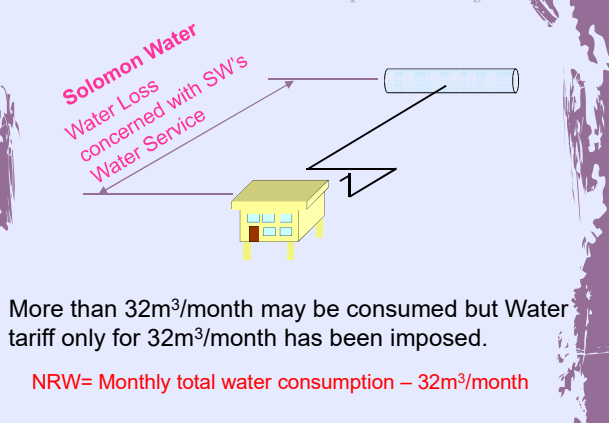 Solomon Water
Water Loss
concerned with SW's
Water Service
More than 32m³/month may be consumed but Water
tariff only for 32m³/month has been imposed.
NRW= Monthly total water consumption – 32m³/month